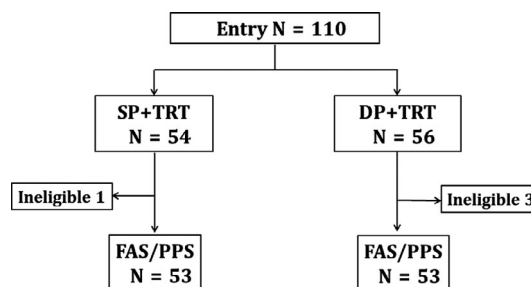 Entry N = 110
SP+TRT
N = 54
DP+TRT
N = 56
Ineligible 1
Ineligible 3
FAS/PPS
N = 53
FAS/PPS
N = 53